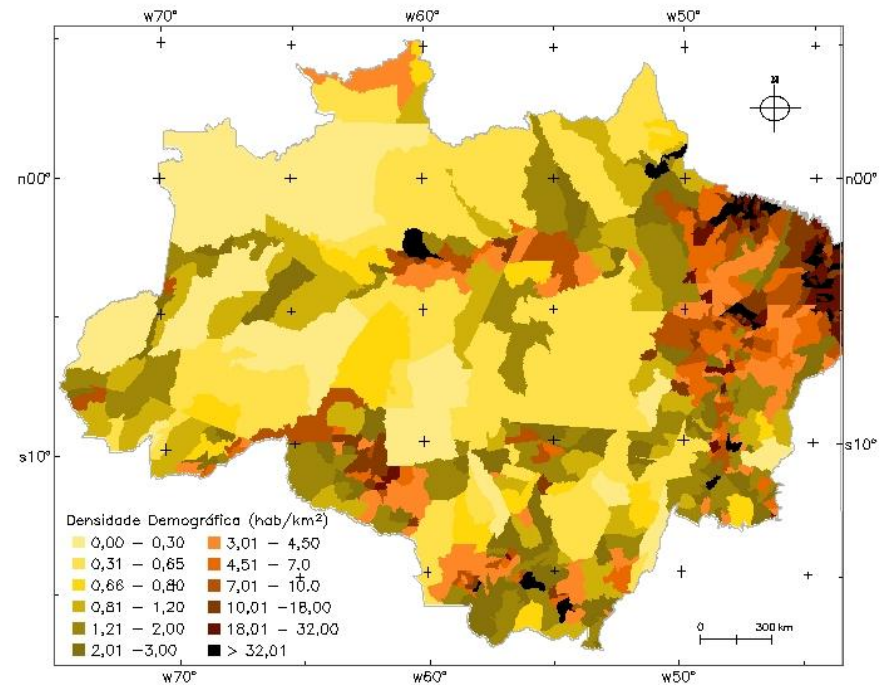 w70° w60° w50°
N
n00° n00°
s10° s10°
Densidade Demográfica (hab/km²)
0,00 – 0,30 3,01 – 4,50
0,31 – 0,65 4,51 – 7.0
0,66 – 0,80 7,01 – 10.0
0,81 – 1,20 10,01 –18,00
1,21 – 2,00 18,01 – 32,00
2,01 –3,00 > 32,01
0 300 km
w70° w60° w50°